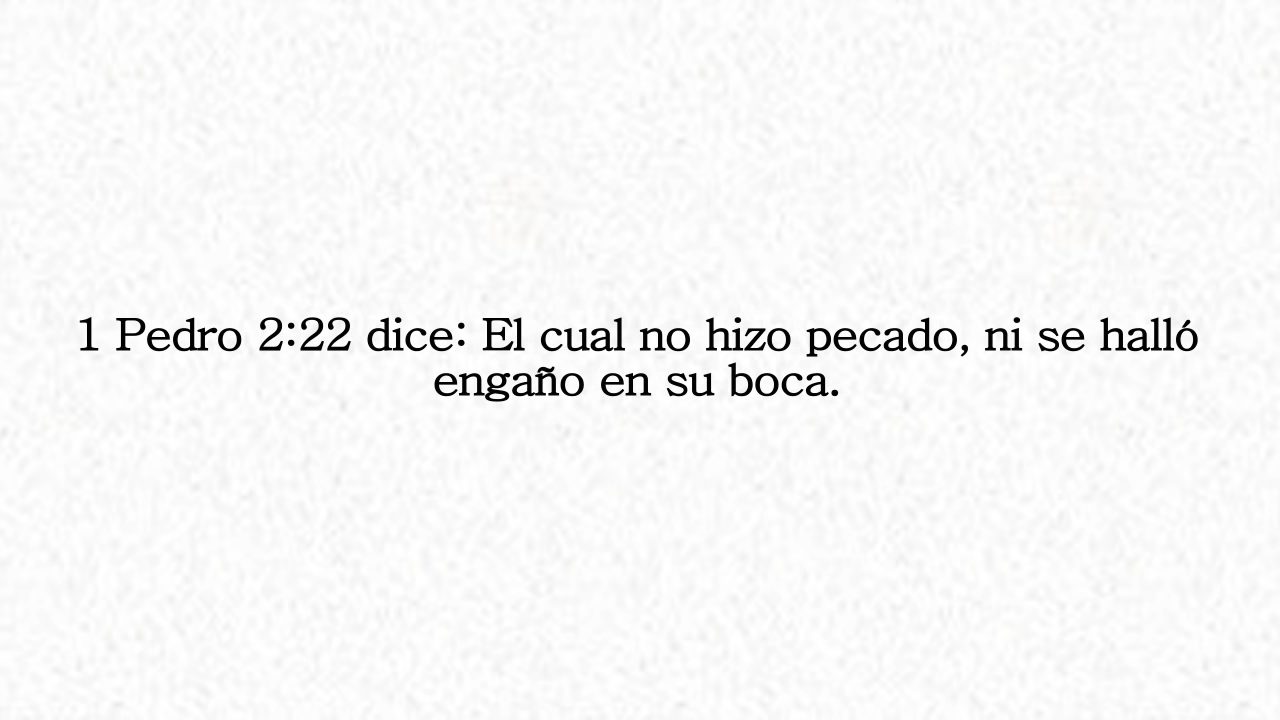 1 Pedro 2:22 dice: El cual no hizo pecado, ni se halló
engaño en su boca.